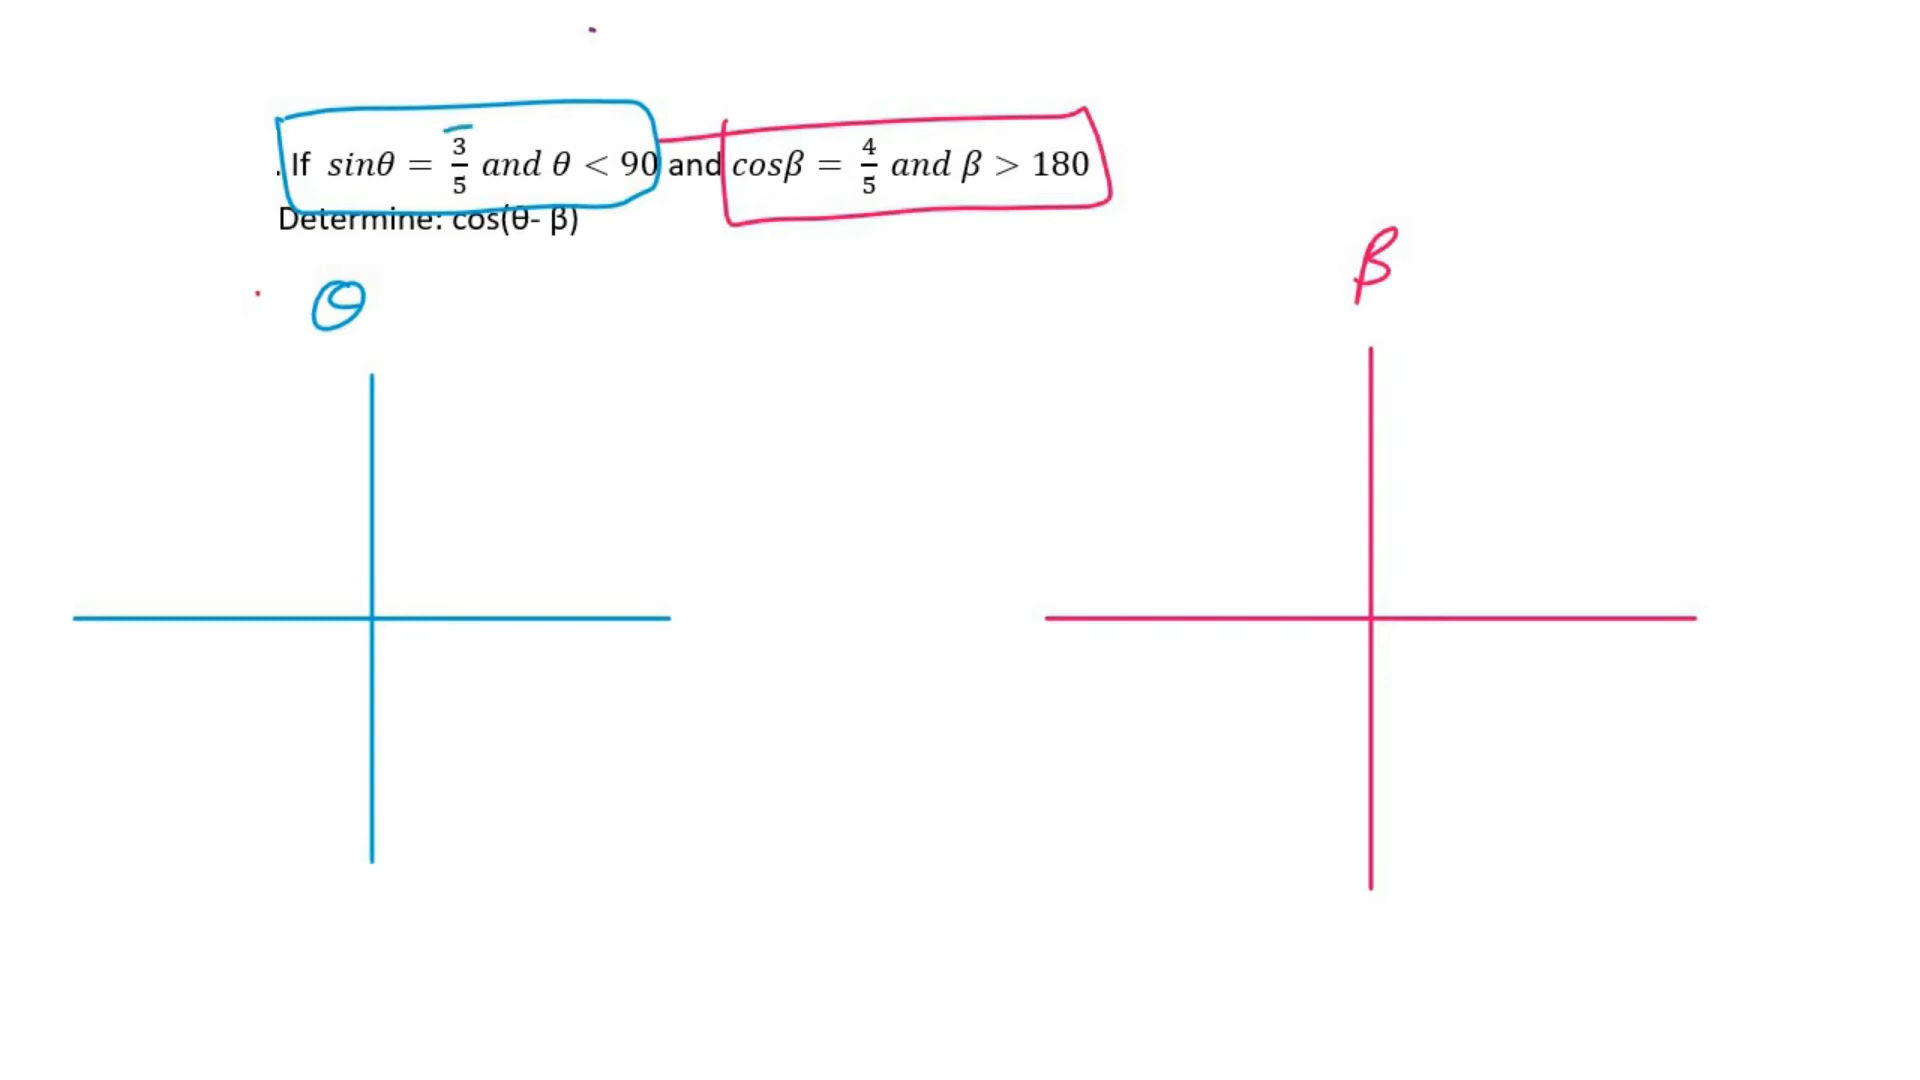 . If sinθ = 3/5 and θ < 90 and cosβ = 4/5 and β > 180
Determine: cos(θ- β)
θ
β